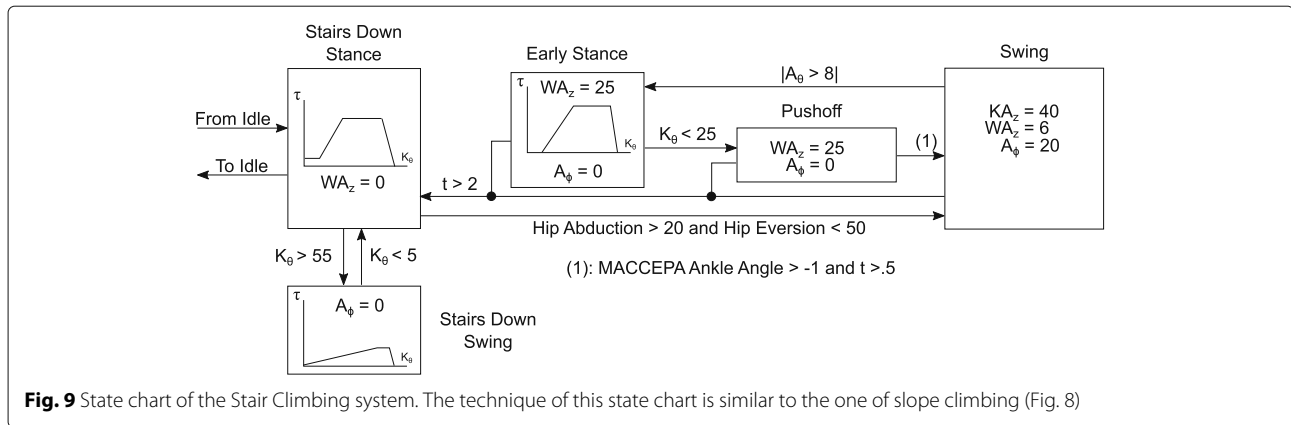 Stairs Down
Stance
τ
Kθ
WAz = 0
From Idle
To Idle
Early Stance
τ
WAz = 25
Kθ
Aϕ = 0
Kθ < 25
|Aθ > 8|
Pushoff
WAz = 25
Aϕ = 0
(1)
Swing
KAz = 40
WAz = 6
Aϕ = 20
t > 2
Hip Abduction > 20 and Hip Eversion < 50
(1): MACCEPA Ankle Angle > -1 and t >.5
Kθ > 55
Kθ < 5
τ
Aϕ = 0
Kθ
Stairs Down
Swing
Fig. 9 State chart of the Stair Climbing system. The technique of this state chart is similar to the one of slope climbing (Fig. 8)